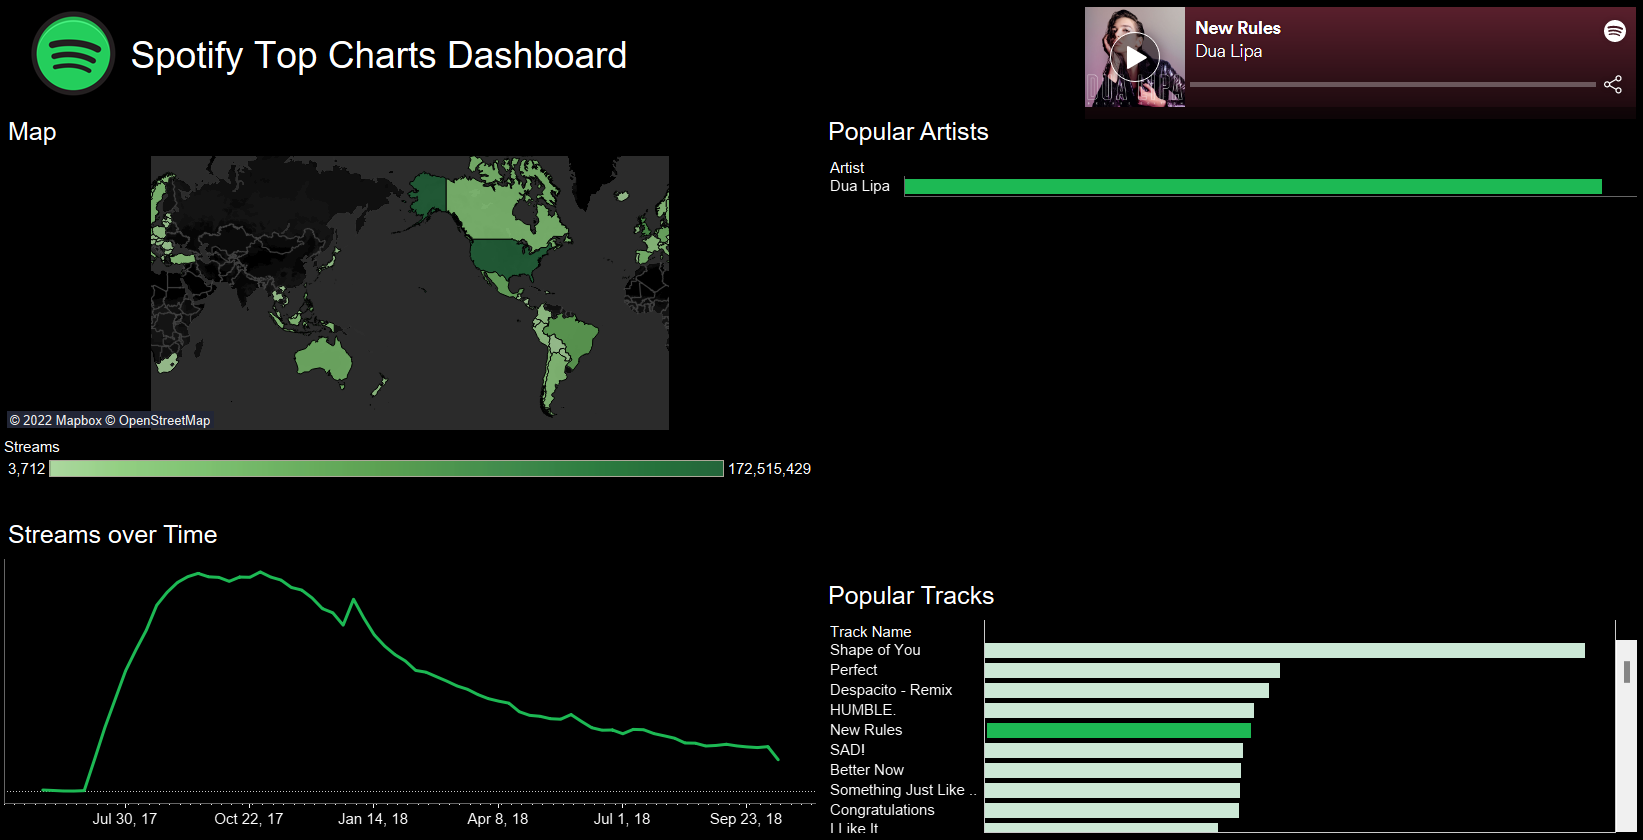 Spotify Top Charts Dashboard
New Rules
Dua Lipa
Map
© 2022 Mapbox © OpenStreetMap
Streams
3,712
172,515,429
Popular Artists
Artist
Dua Lipa
Streams over Time
Jul 30, 17
Oct 22, 17
Jan 14, 18
Apr 8, 18
Jul 1, 18
Sep 23, 18
Popular Tracks
Track Name
Shape of You
Perfect
Despacito - Remix
HUMBLE.
New Rules
SAD!
Better Now
Something Just Like ..
Congratulations
I Like It